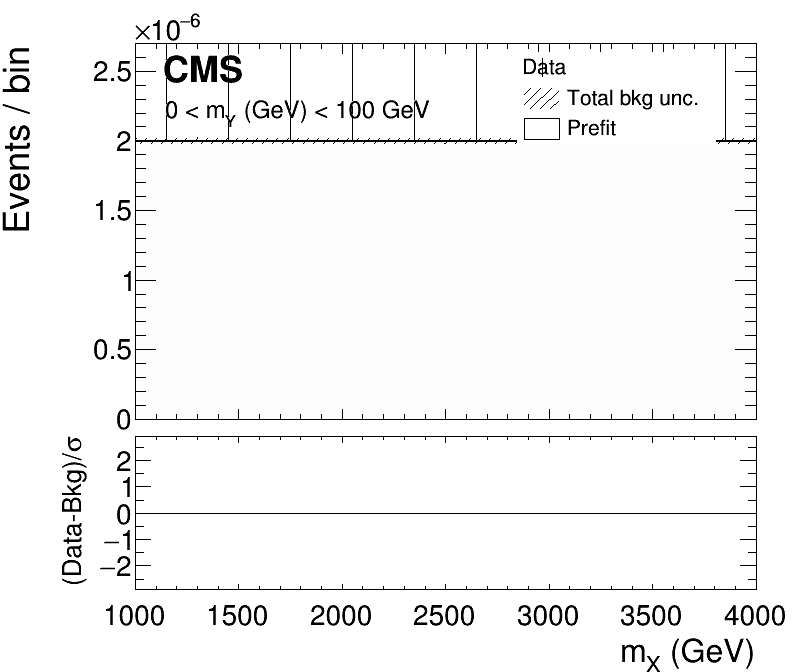 ×10⁻⁶
Events / bin
CMS
0 < m_Y (GeV) < 100 GeV
Data
Total bkg unc.
Prefit
2.5
2
1.5
1
0.5
0
(Data-Bkg)/σ
2
1
0
−1
−2
1000 1500 2000 2500 3000 3500 4000
m_X (GeV)